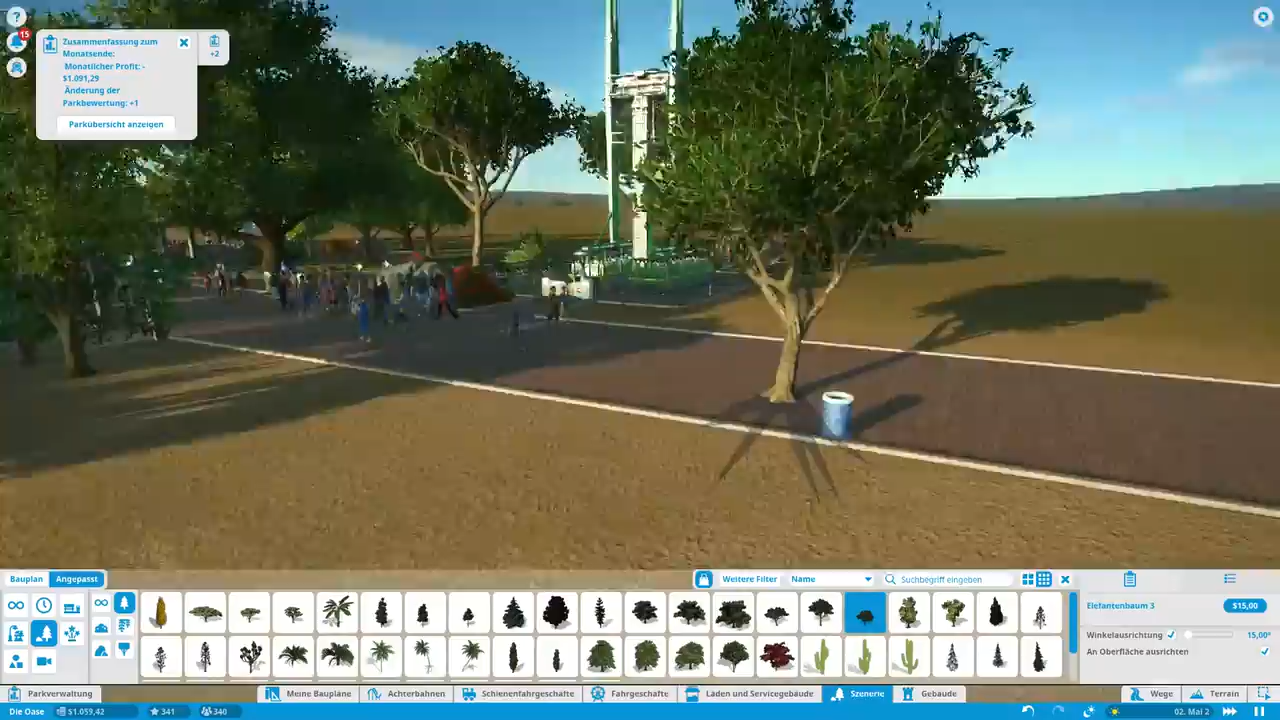 ?
15
Zusammenfassung zum
Monatsende:
Monatlicher Profit: -
$1.091,29
Änderung der
Parkbewertung: +1
Parkübersicht anzeigen
+2
Bauplan
Angepasst
Weitere Filter
Name
Suchbegriff eingeben
Elefantenbaum 3
$15,00
Winkelausrichtung
15,00°
An Oberfläche ausrichten
Parkverwaltung
Meine Baupläne
Achterbahnen
Schienenfahrgeschäfte
Fahrgeschäfte
Läden und Servicegebäude
Szenerie
Gebäude
Wege
Terrain
Die Oase
$1.059,42
341
340
02. Mai 2